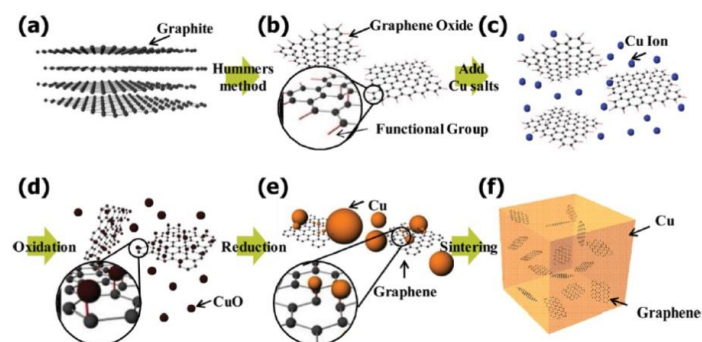 (a)
Graphite
Hummers
method
(b)
Graphene Oxide
Functional Group
Add
Cu salts
(c)
Cu Ion
(d)
Oxidation
CuO
Reduction
(e)
Cu
Graphene
Sintering
(f)
Cu
Graphene